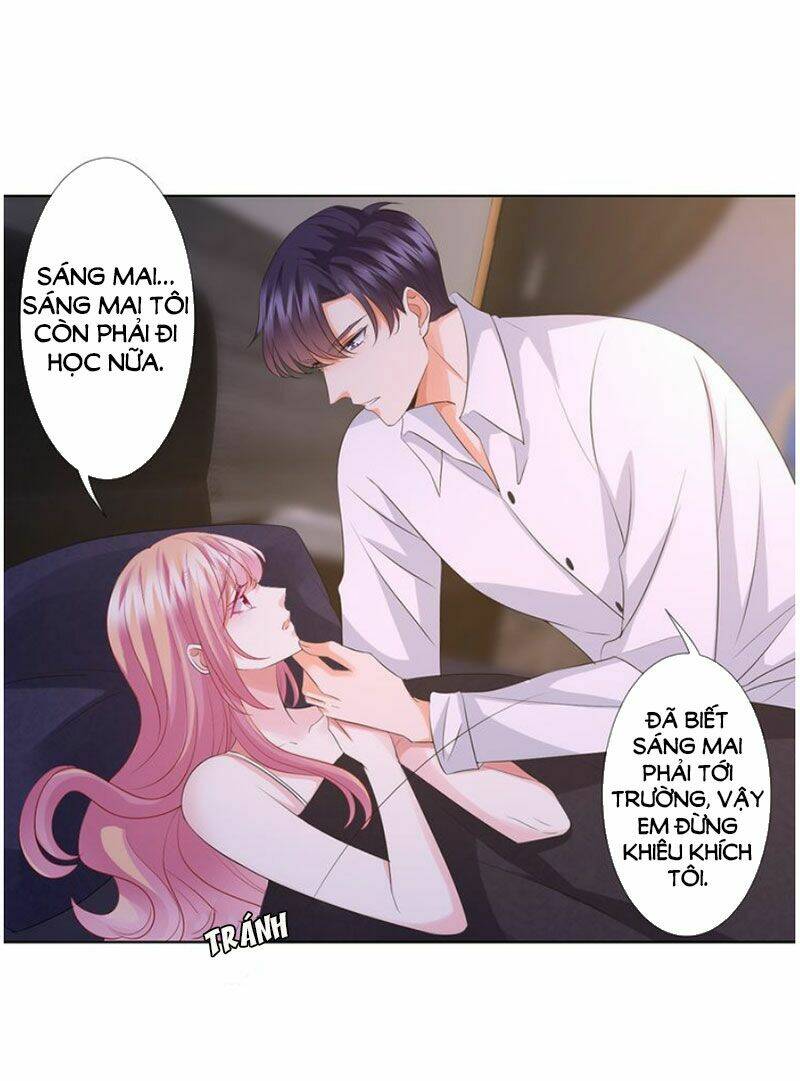 SÁNG MAI...
SÁNG MAI TÔI
CÒN PHẢI ĐI
HỌC NỮA.
ĐÃ BIẾT
SÁNG MAI
PHẢI TỚI
TRƯỜNG, VẬY
EM ĐỪNG
KHIÊU KHÍCH
TÔI.
TRÁNH